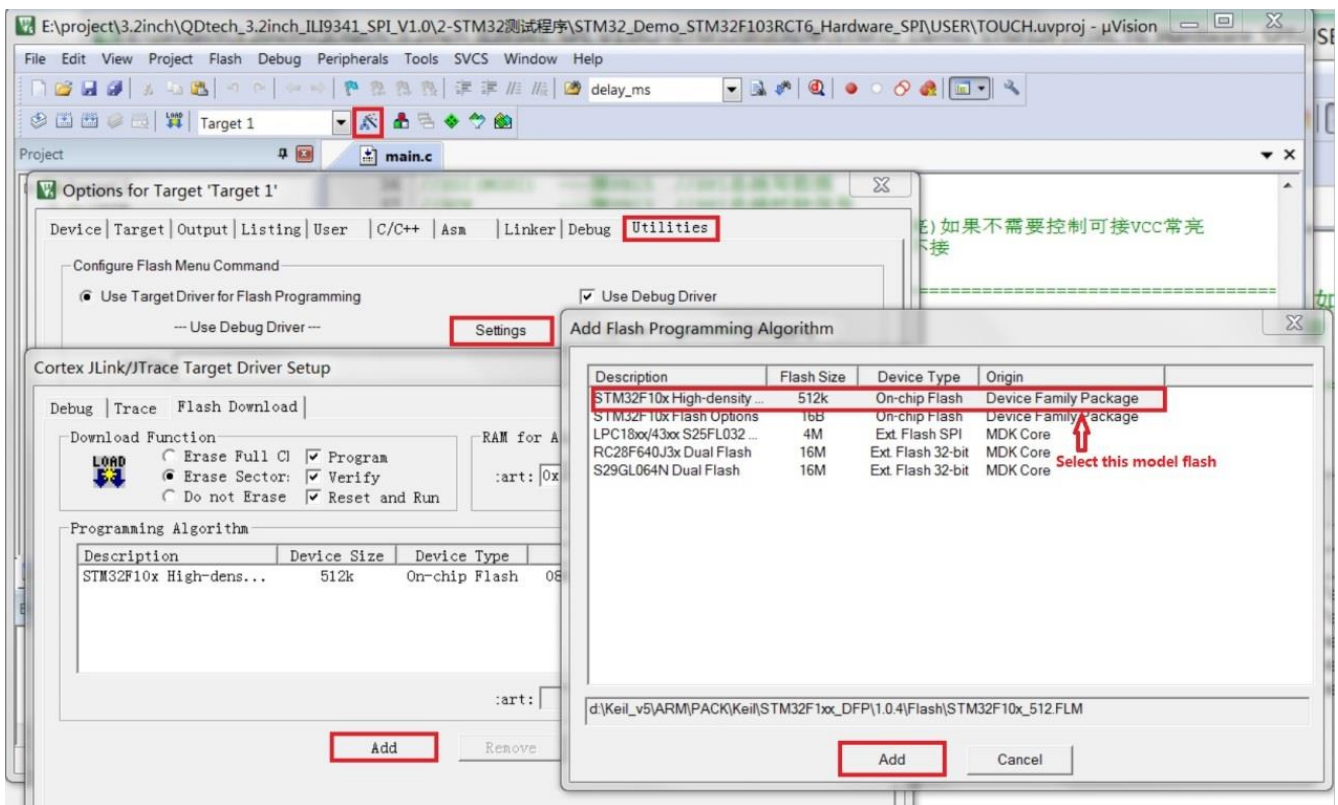 E:\project\3.2inch\QDtech_3.2inch_ILI9341_SPI_V1.0\2-STM32测试程序\STM32_Demo_STM32F103RCT6_Hardware_SPI\USER\TOUCH.uvproj - µVision
File Edit View Project Flash Debug Peripherals Tools SVCS Window Help
delay_ms
LOAD Target 1
Project main.c
Options for Target 'Target 1'
Device Target Output Listing User C/C++ Asm Linker Debug Utilities
如果不需要控制可接VCC常亮
接
Configure Flash Menu Command
Use Target Driver for Flash Programming Use Debug Driver
--- Use Debug Driver --- Settings
Cortex JLink/JTrace Target Driver Setup
Debug Trace Flash Download
Download Function RAM for A
LOAD Erase Full C Program
Erase Sector: Verify :art: 0x
Do not Erase Reset and Run
Programming Algorithm
Description Device Size Device Type
STM32F10x High-dens... 512k On-chip Flash 08
:art:
Add Remove
Add Flash Programming Algorithm
Description Flash Size Device Type Origin
STM32F10x High-density ... 512k On-chip Flash Device Family Package
STM32F10x Flash Options 16B On-chip Flash Device Family Package
LPC18xx/43xx S25FL032 ... 4M Ext. Flash SPI MDK Core
RC28F640J3x Dual Flash 16M Ext. Flash 32-bit MDK Core
S29GL064N Dual Flash 16M Ext. Flash 32-bit MDK Core
Select this model flash
d:\Keil_v5\ARM\PACK\Keil\STM32F1xx_DFP\1.0.4\Flash\STM32F10x_512.FLM
Add Cancel